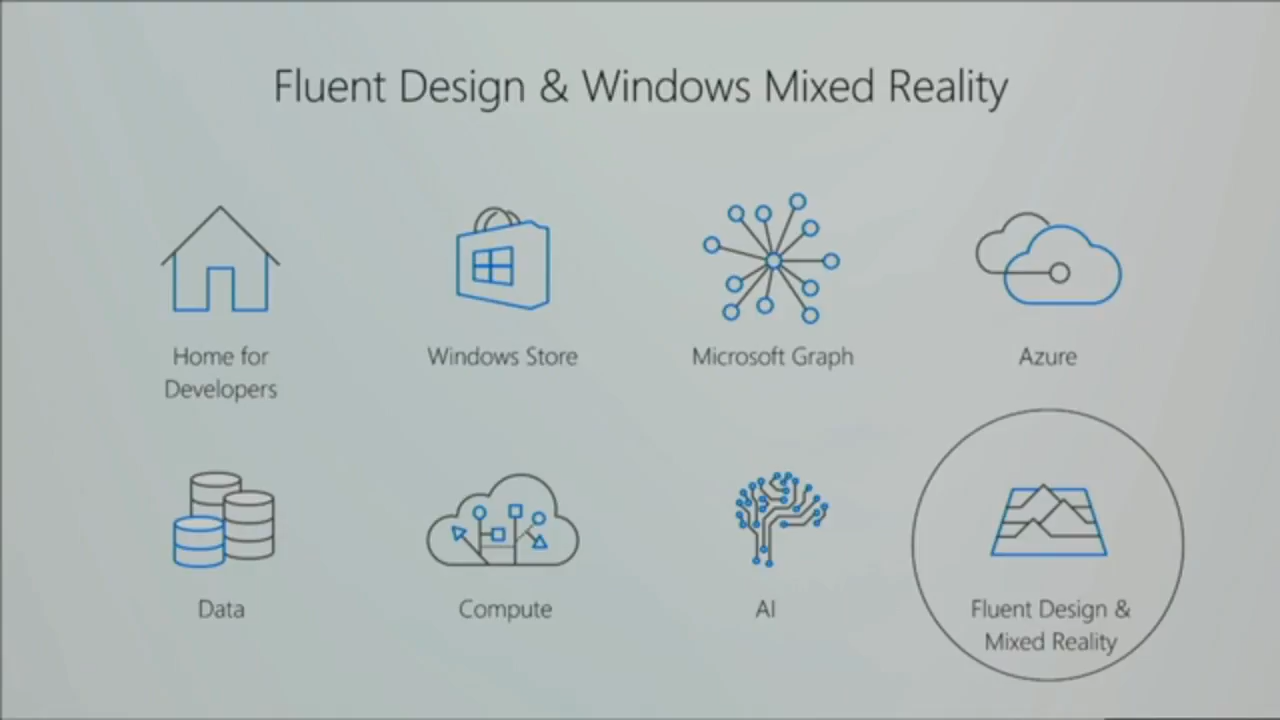 Fluent Design & Windows Mixed Reality
Home for
Developers
Windows Store
Microsoft Graph
Azure
Data
Compute
AI
Fluent Design &
Mixed Reality